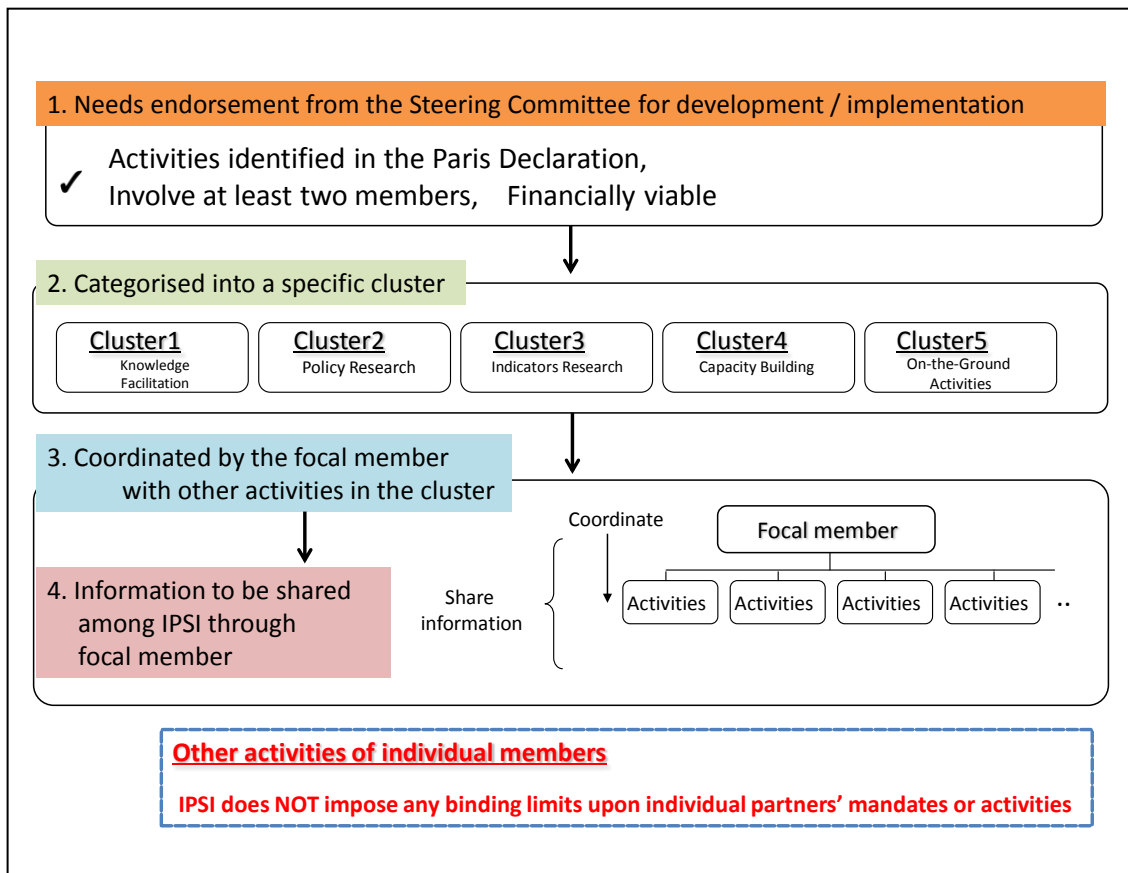 1. Needs endorsement from the Steering Committee for development / implementation
✓
Activities identified in the Paris Declaration,
Involve at least two members, Financially viable
2. Categorised into a specific cluster
Cluster1
Knowledge
Facilitation
Cluster2
Policy Research
Cluster3
Indicators Research
Cluster4
Capacity Building
Cluster5
On-the-Ground
Activities
3. Coordinated by the focal member
with other activities in the cluster
4. Information to be shared
among IPSI through
focal member
Coordinate
Share
information
Focal member
Activities
Activities
Activities
Activities
..
Other activities of individual members
IPSI does NOT impose any binding limits upon individual partners’ mandates or activities